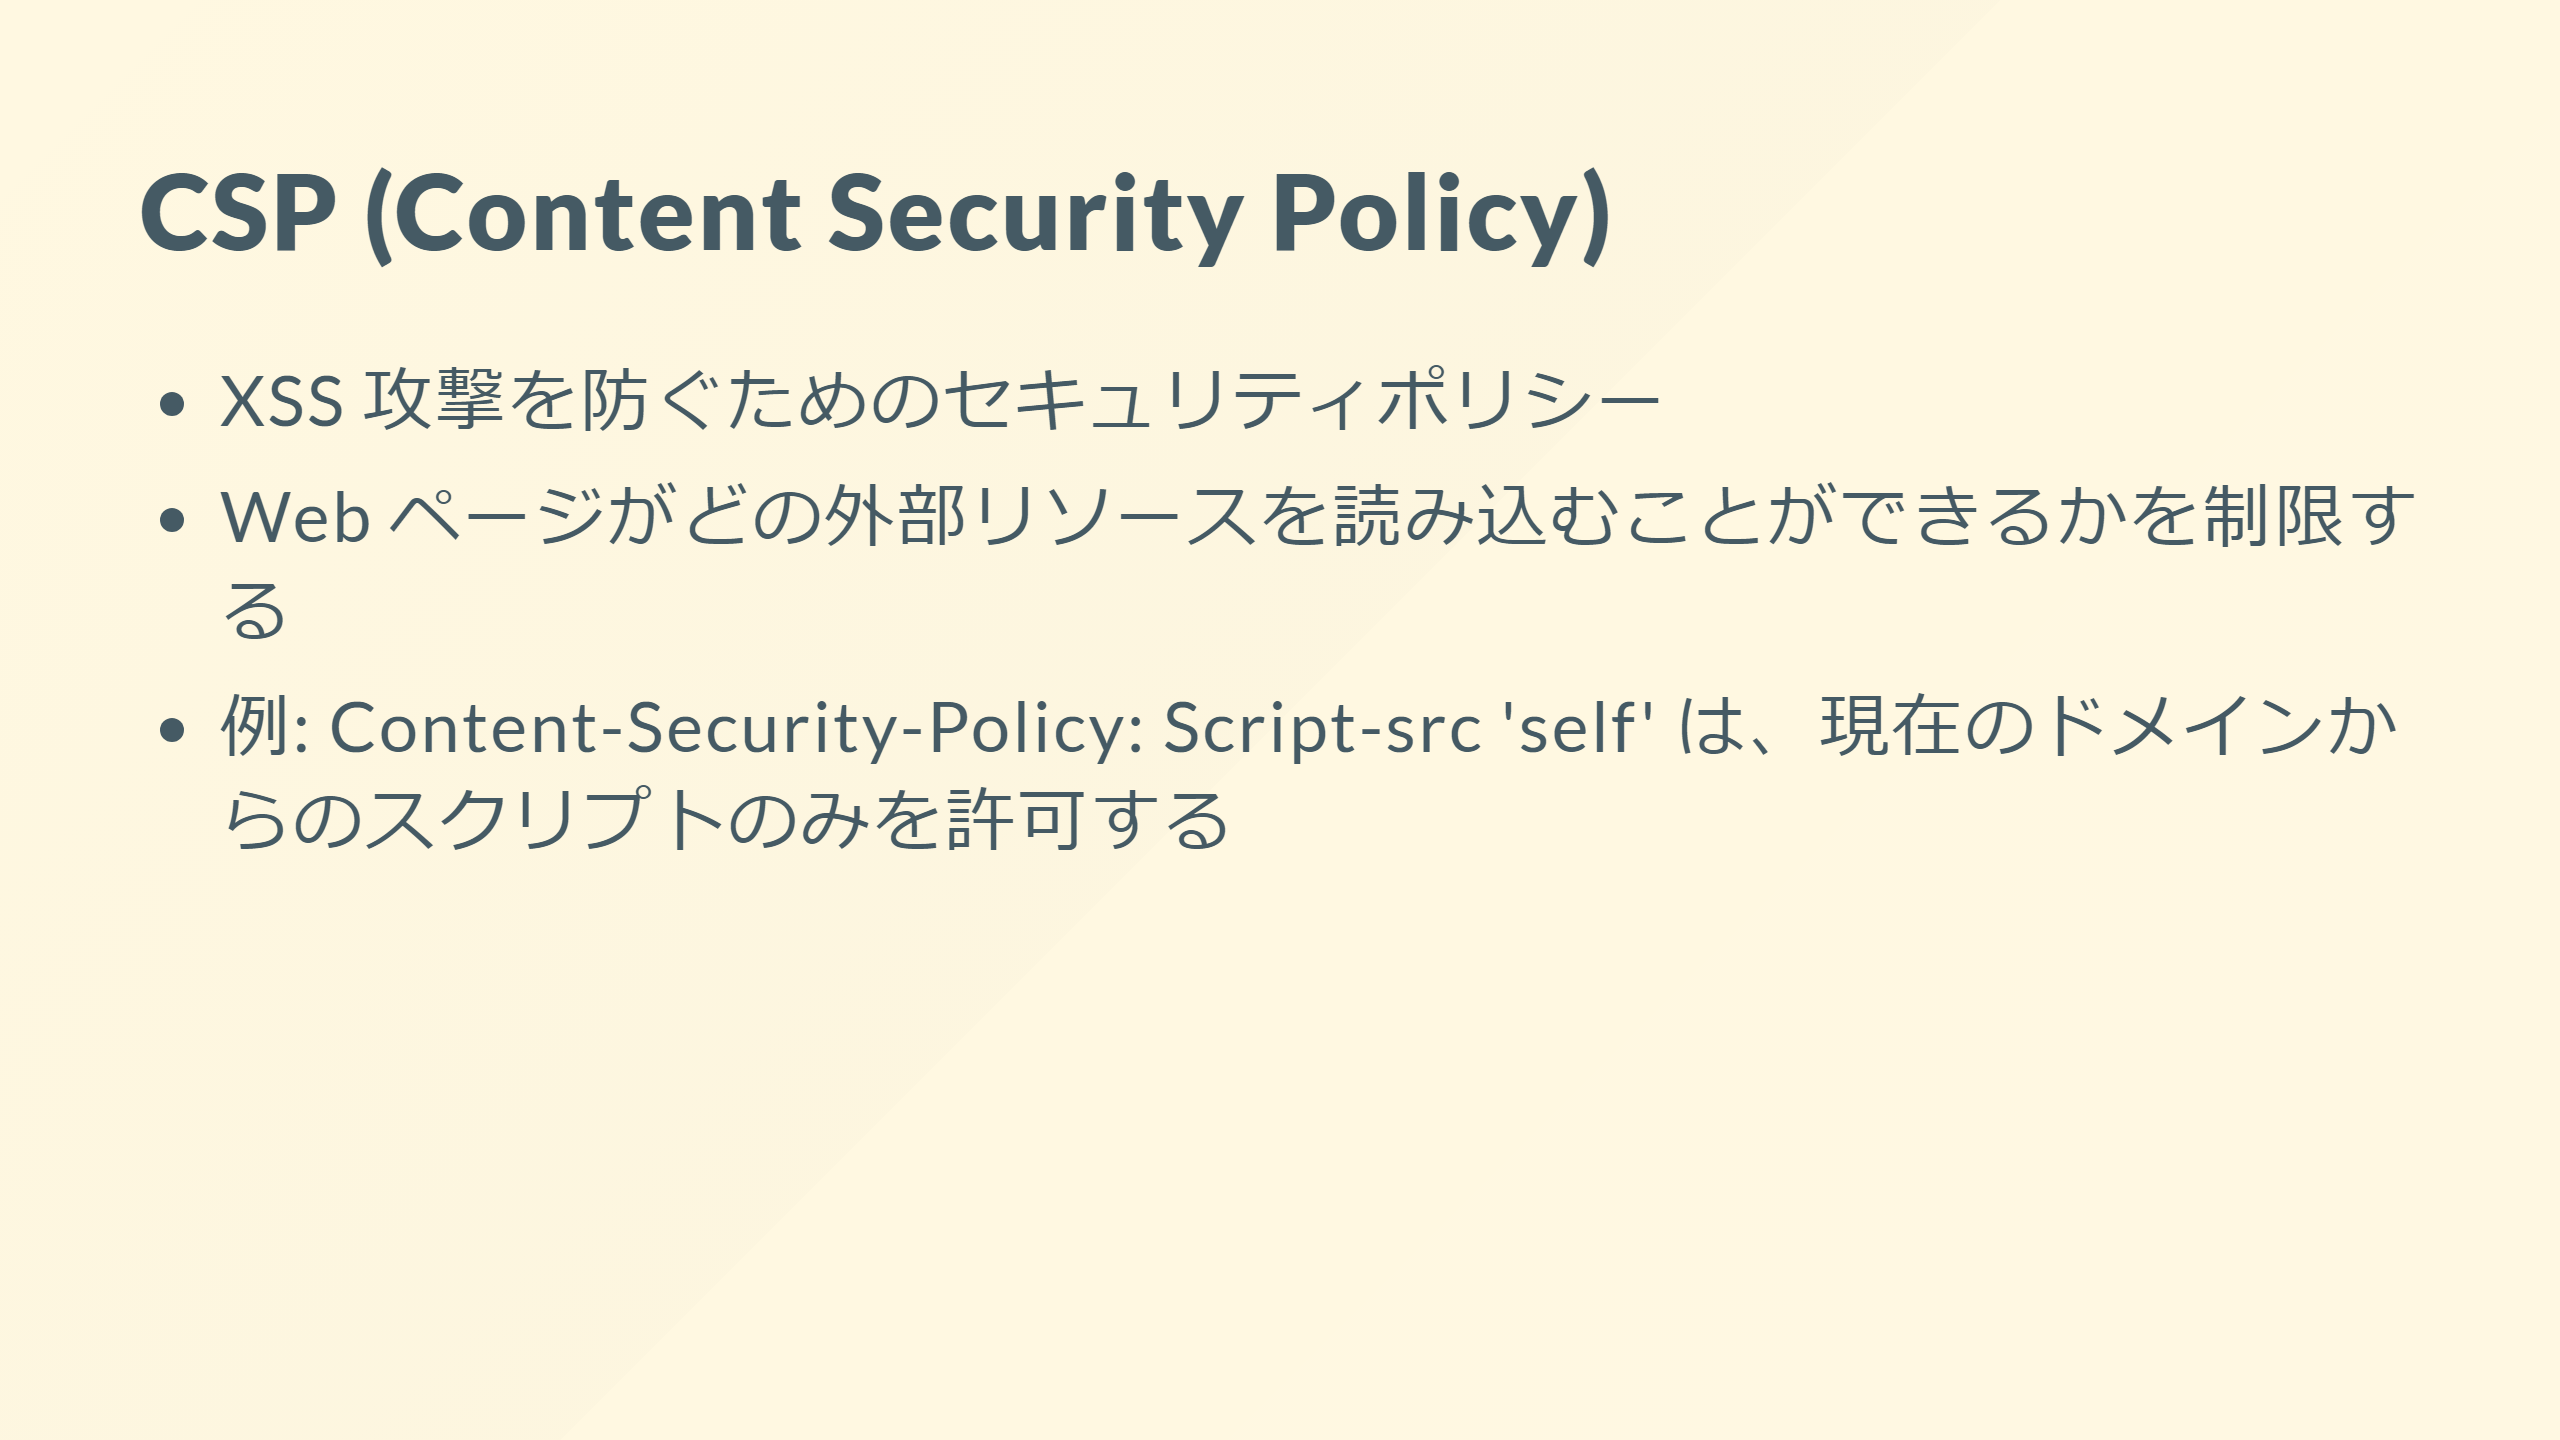 CSP (Content Security Policy)
• XSS 攻撃を防ぐためのセキュリティポリシー
• Web ページがどの外部リソースを読み込むことができるかを制限す
る
• 例: Content-Security-Policy: Script-src 'self' は、現在のドメインか
らのスクリプトのみを許可する